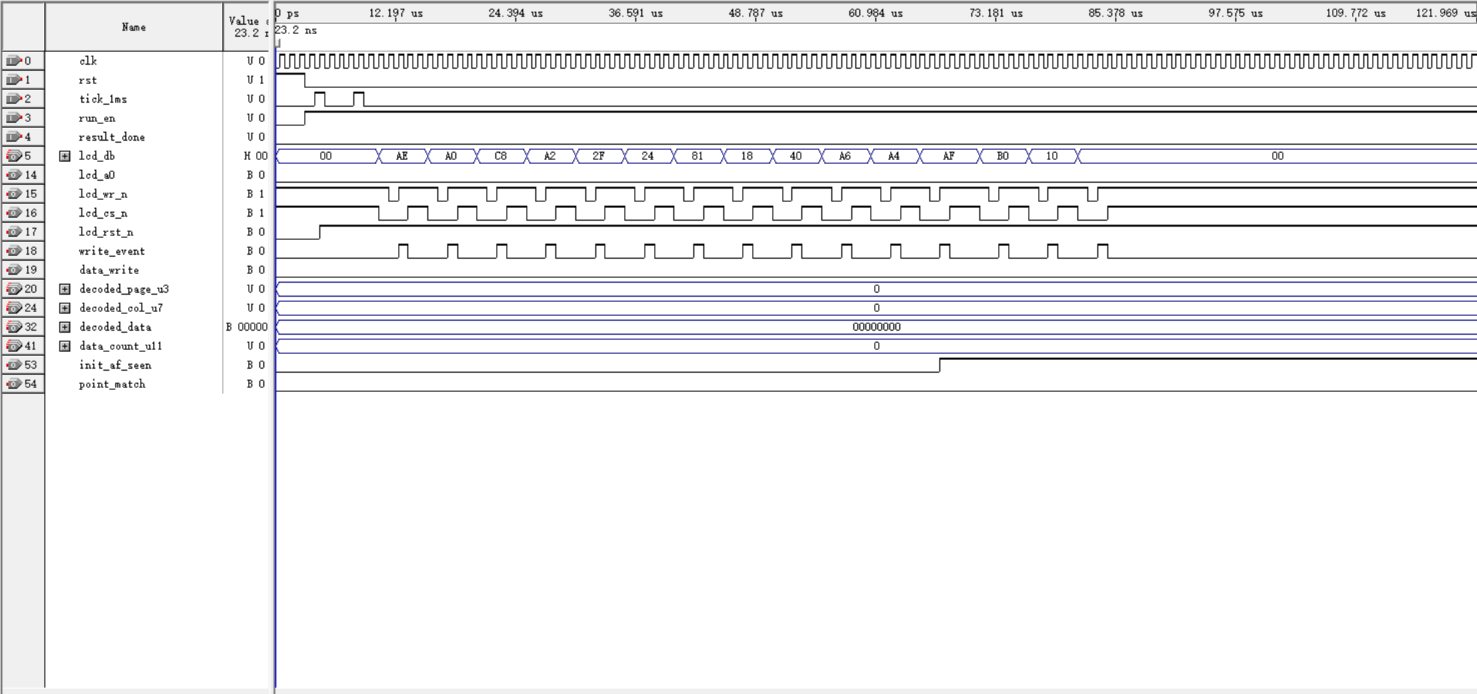 0 ps 12.197 us 24.394 us 36.591 us 48.787 us 60.984 us 73.181 us 85.378 us 97.575 us 109.772 us 121.969 us
Name Value
23.2 23.2 ns
0 clk U 0
1 rst U 1
2 tick_1ms U 0
3 run_en U 0
4 result_done U 0
5 lcd_db H 00 00 AE A0 C8 A2 2F 24 81 18 40 A6 A4 AF B0 10 00
14 lcd_a0 B 0
15 lcd_wr_n B 1
16 lcd_cs_n B 1
17 lcd_rst_n B 0
18 write_event B 0
19 data_write B 0
20 decoded_page_u3 U 0 0
24 decoded_col_u7 U 0 0
32 decoded_data B 00000 00000000
41 data_count_u11 U 0 0
53 init_af_seen B 0
54 point_match B 0